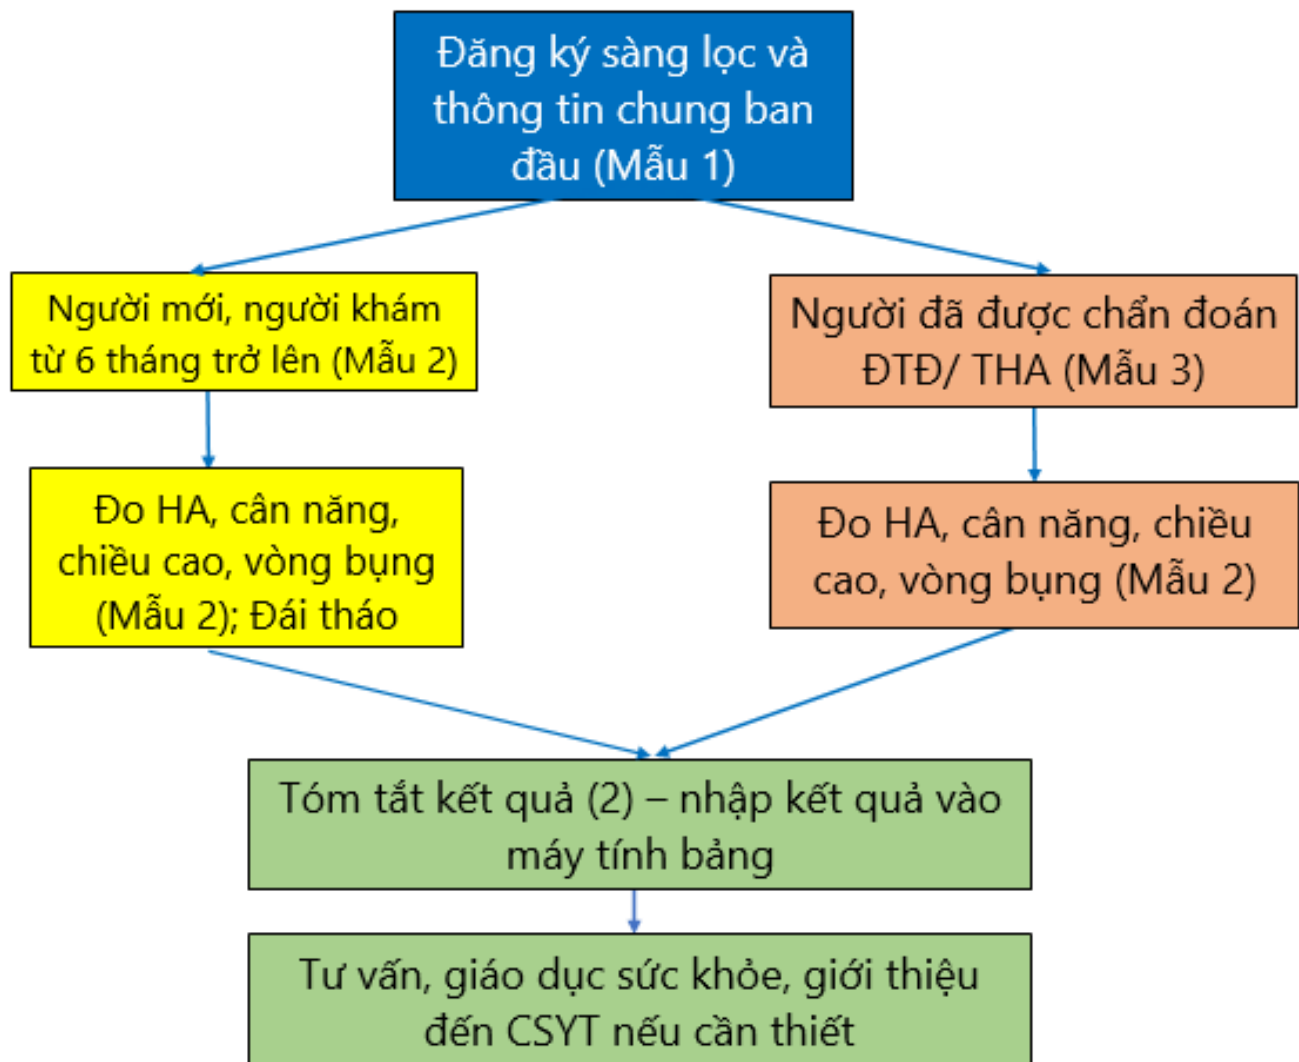 Đăng ký sàng lọc và
thông tin chung ban
đầu (Mẫu 1)
Người mới, người khám
từ 6 tháng trở lên (Mẫu 2)
Người đã được chẩn đoán
ĐTĐ/ THA (Mẫu 3)
Đo HA, cân năng,
chiều cao, vòng bụng
(Mẫu 2); Đái tháo
Đo HA, cân năng, chiều
cao, vòng bụng (Mẫu 2)
Tóm tắt kết quả (2) – nhập kết quả vào
máy tính bảng
Tư vấn, giáo dục sức khỏe, giới thiệu
đến CSYT nếu cần thiết